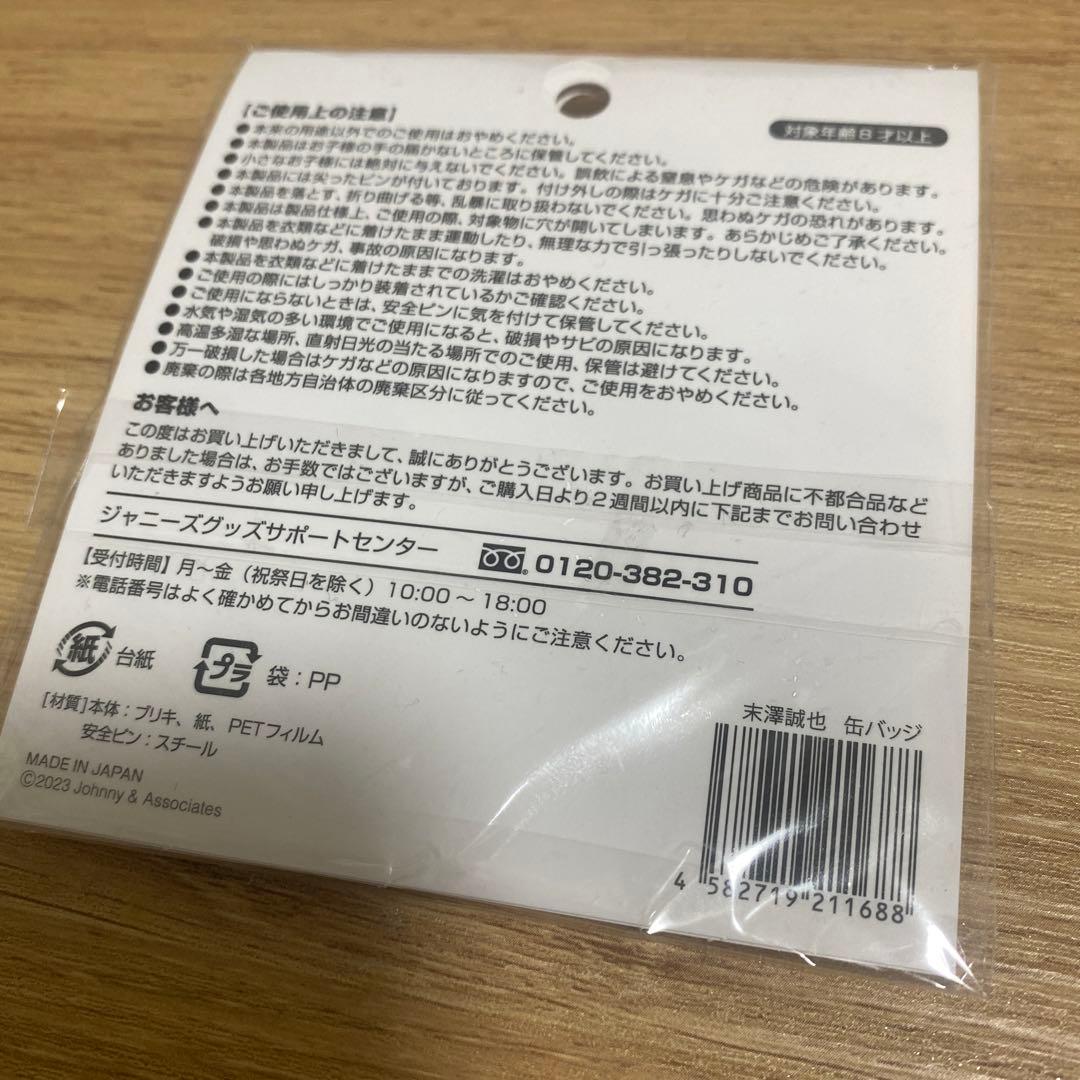 [ご使用上の注意]
対象年齢8才以上
●本来の用途以外でのご使用はおやめください。
●本製品はお子様の手の届かないところに保管してください。
●小さなお子様には絶対に与えないでください。誤飲による窒息やケガなどの危険があります。
●本製品には尖ったピンが付いております。付け外しの際はケガに十分ご注意ください。
●本製品を落とす、折り曲げる等、乱暴に取り扱わないでください。思わぬケガの恐れがあります。
●本製品は製品仕様上、ご使用の際、対象物に穴が開いてしまいます。あらかじめご了承ください。
●本製品を衣類などに着けたまま運動したり、無理な力で引っ張ったりしないでください。
破損や思わぬケガ、事故の原因になります。
●本製品を衣類などに着けたままでの洗濯はおやめください。
●ご使用の際にはしっかり装着されているかご確認ください。
●ご使用にならないときは、安全ピンに気を付けて保管してください。
●水気や湿気の多い環境でご使用になると、破損やサビの原因になります。
●高温多湿な場所、直射日光の当たる場所でのご使用、保管は避けてください。
●万一破損した場合はケガなどの原因になりますので、ご使用をおやめください。
●廃棄の際は各地方自治体の廃棄区分に従ってください。
お客様へ
この度はお買い上げいただきまして、誠にありがとうございます。お買い上げ商品に不都合品など
ありました場合は、お手数ではございますが、ご購入日より2週間以内に下記までお問い合わせ
いただきますようお願い申し上げます。
ジャニーズグッズサポートセンター 0120-382-310
【受付時間】月〜金（祝祭日を除く）10:00 〜 18:00
※電話番号はよく確かめてからお間違いのないようにご注意ください。
紙 台紙 プラ 袋：PP
[材質]本体：ブリキ、紙、PETフィルム
安全ピン：スチール
MADE IN JAPAN
©2023 Johnny & Associates
末澤誠也 缶バッジ
4 582719 211688